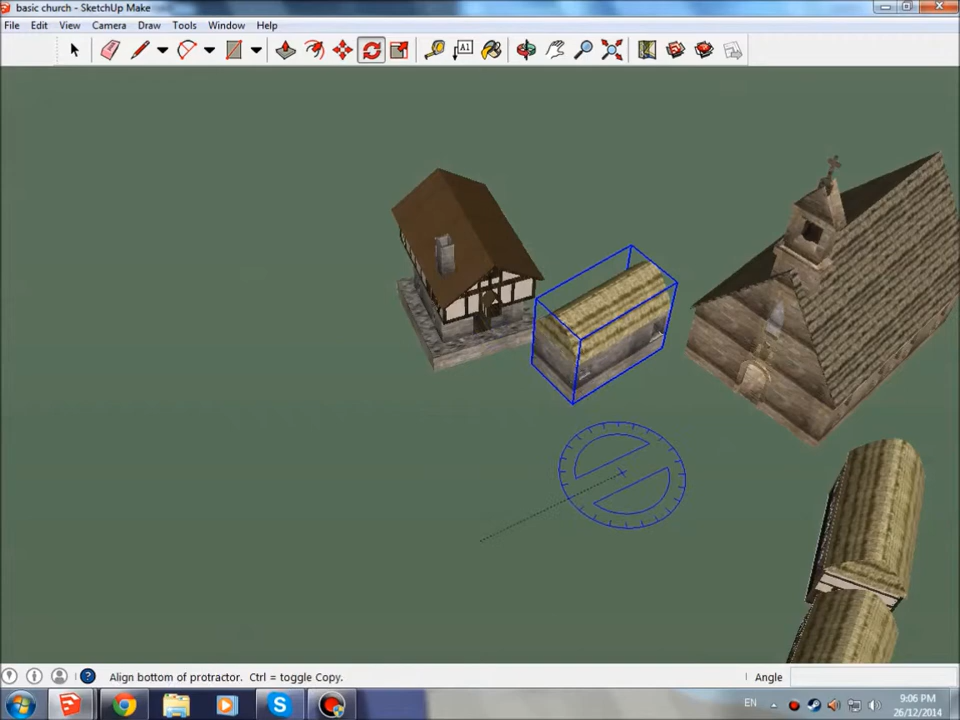 basic church - SketchUp Make
File Edit View Camera Draw Tools Window Help
A1
Align bottom of protractor. Ctrl = toggle Copy.
Angle
EN
9:06 PM
26/12/2014